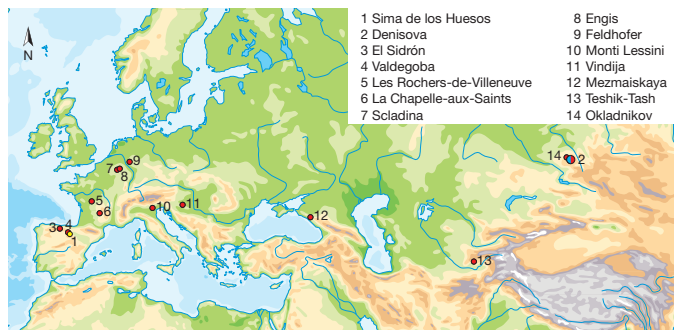 N
1 Sima de los Huesos
2 Denisova
3 El Sidrón
4 Valdegoba
5 Les Rochers-de-Villeneuve
6 La Chapelle-aux-Saints
7 Scladina
8 Engis
9 Feldhofer
10 Monti Lessini
11 Vindija
12 Mezmaiskaya
13 Teshik-Tash
14 Okladnikov
9
7
8
14
2
5
6
10
11
12
3
4
1
13